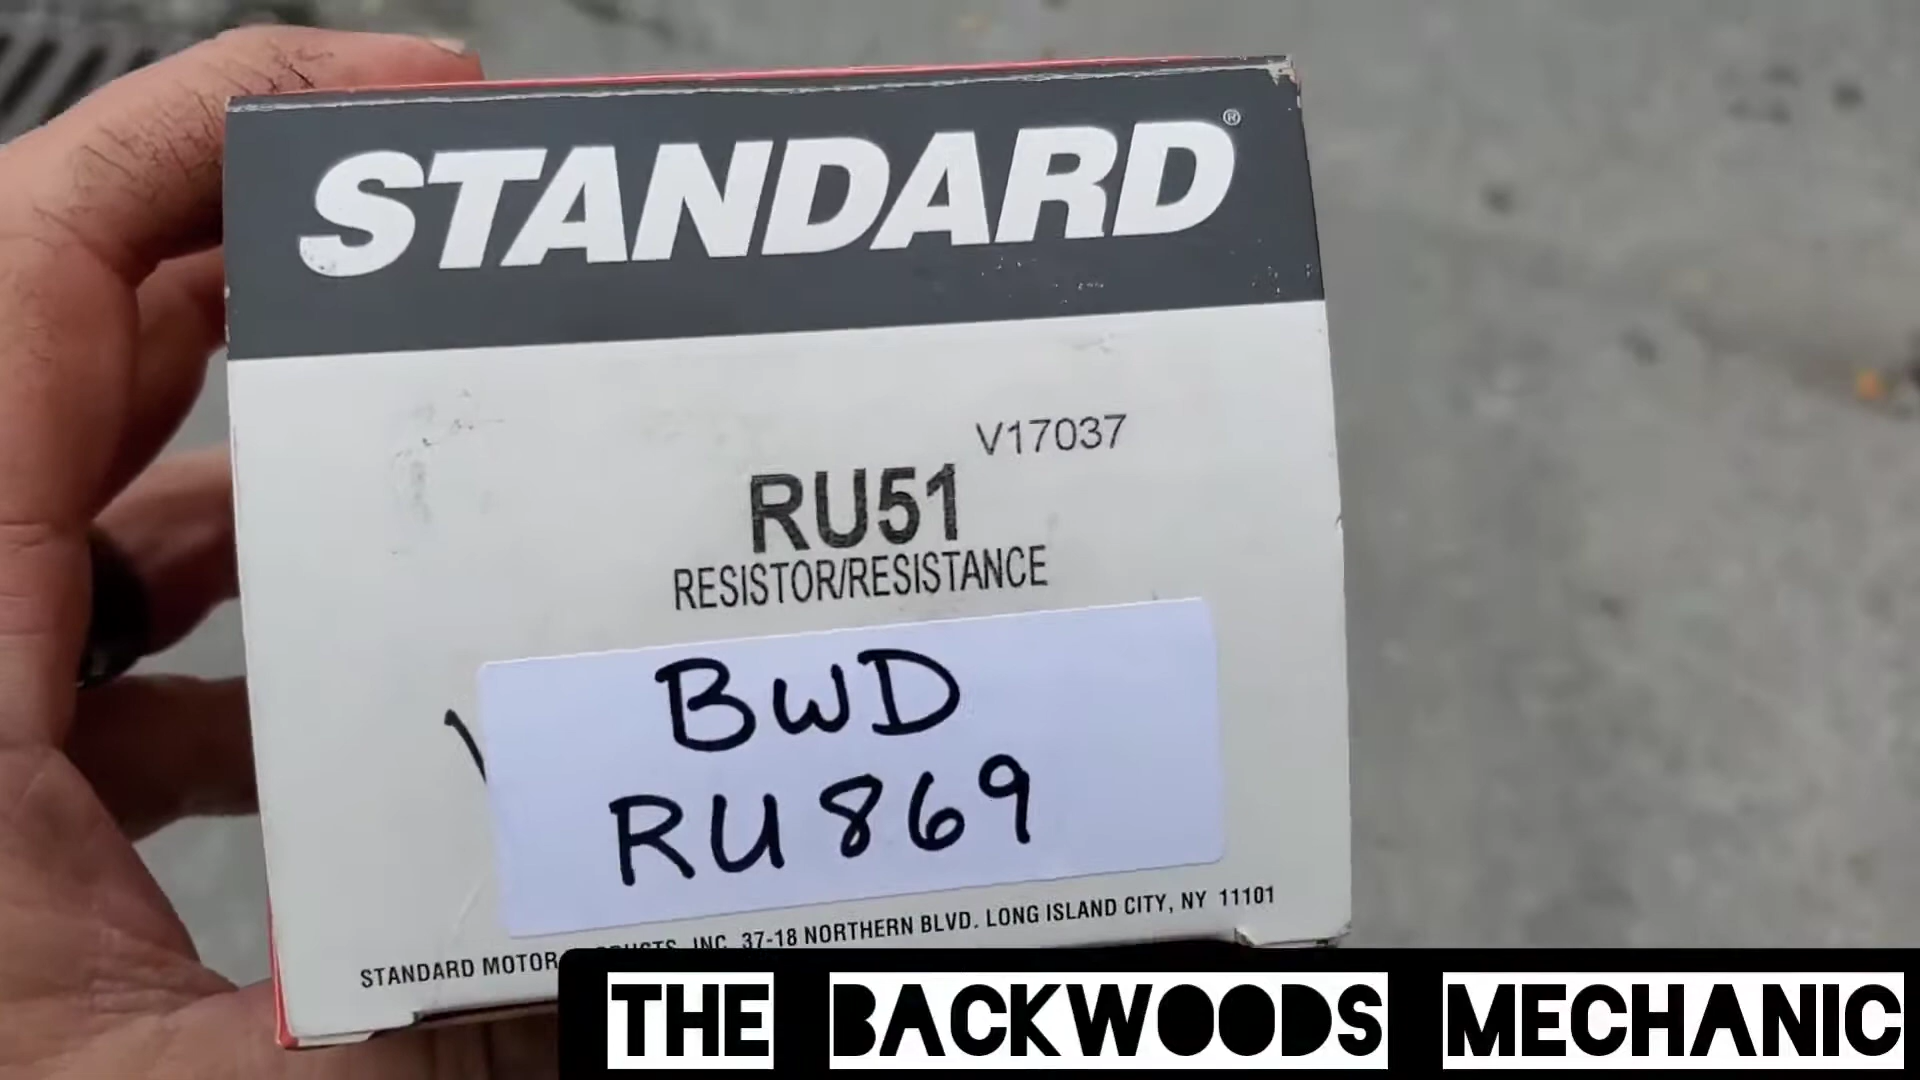 STANDARD®
V17037
RU51
RESISTOR/RESISTANCE
BWD
RU869
STANDARD MOTOR INC. 37-18 NORTHERN BLVD. LONG ISLAND CITY, NY 11101
THE BACKWOODS MECHANIC